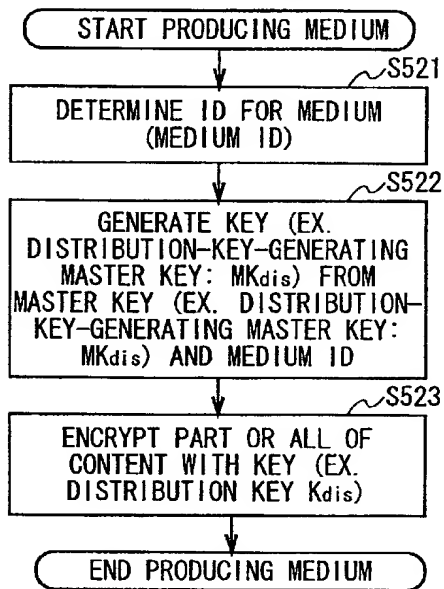 START PRODUCING MEDIUM
S521
DETERMINE ID FOR MEDIUM
(MEDIUM ID)
S522
GENERATE KEY (EX.
DISTRIBUTION-KEY-GENERATING
MASTER KEY: MKdis) FROM
MASTER KEY (EX. DISTRIBUTION-
KEY-GENERATING MASTER KEY:
MKdis) AND MEDIUM ID
S523
ENCRYPT PART OR ALL OF
CONTENT WITH KEY (EX.
DISTRIBUTION KEY Kdis)
END PRODUCING MEDIUM